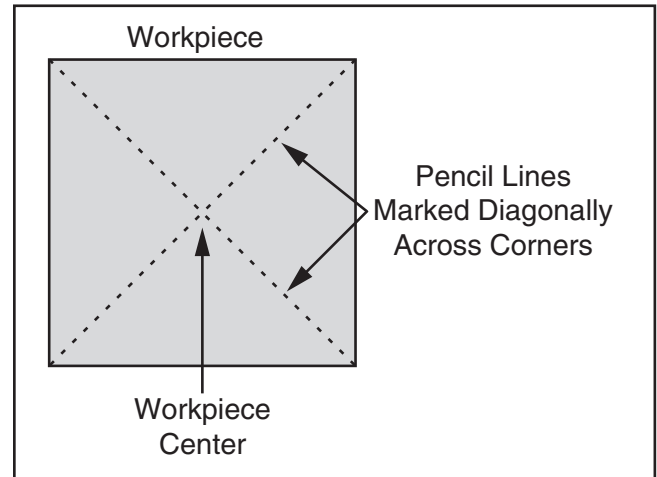 Workpiece
Pencil Lines
Marked Diagonally
Across Corners
Workpiece
Center